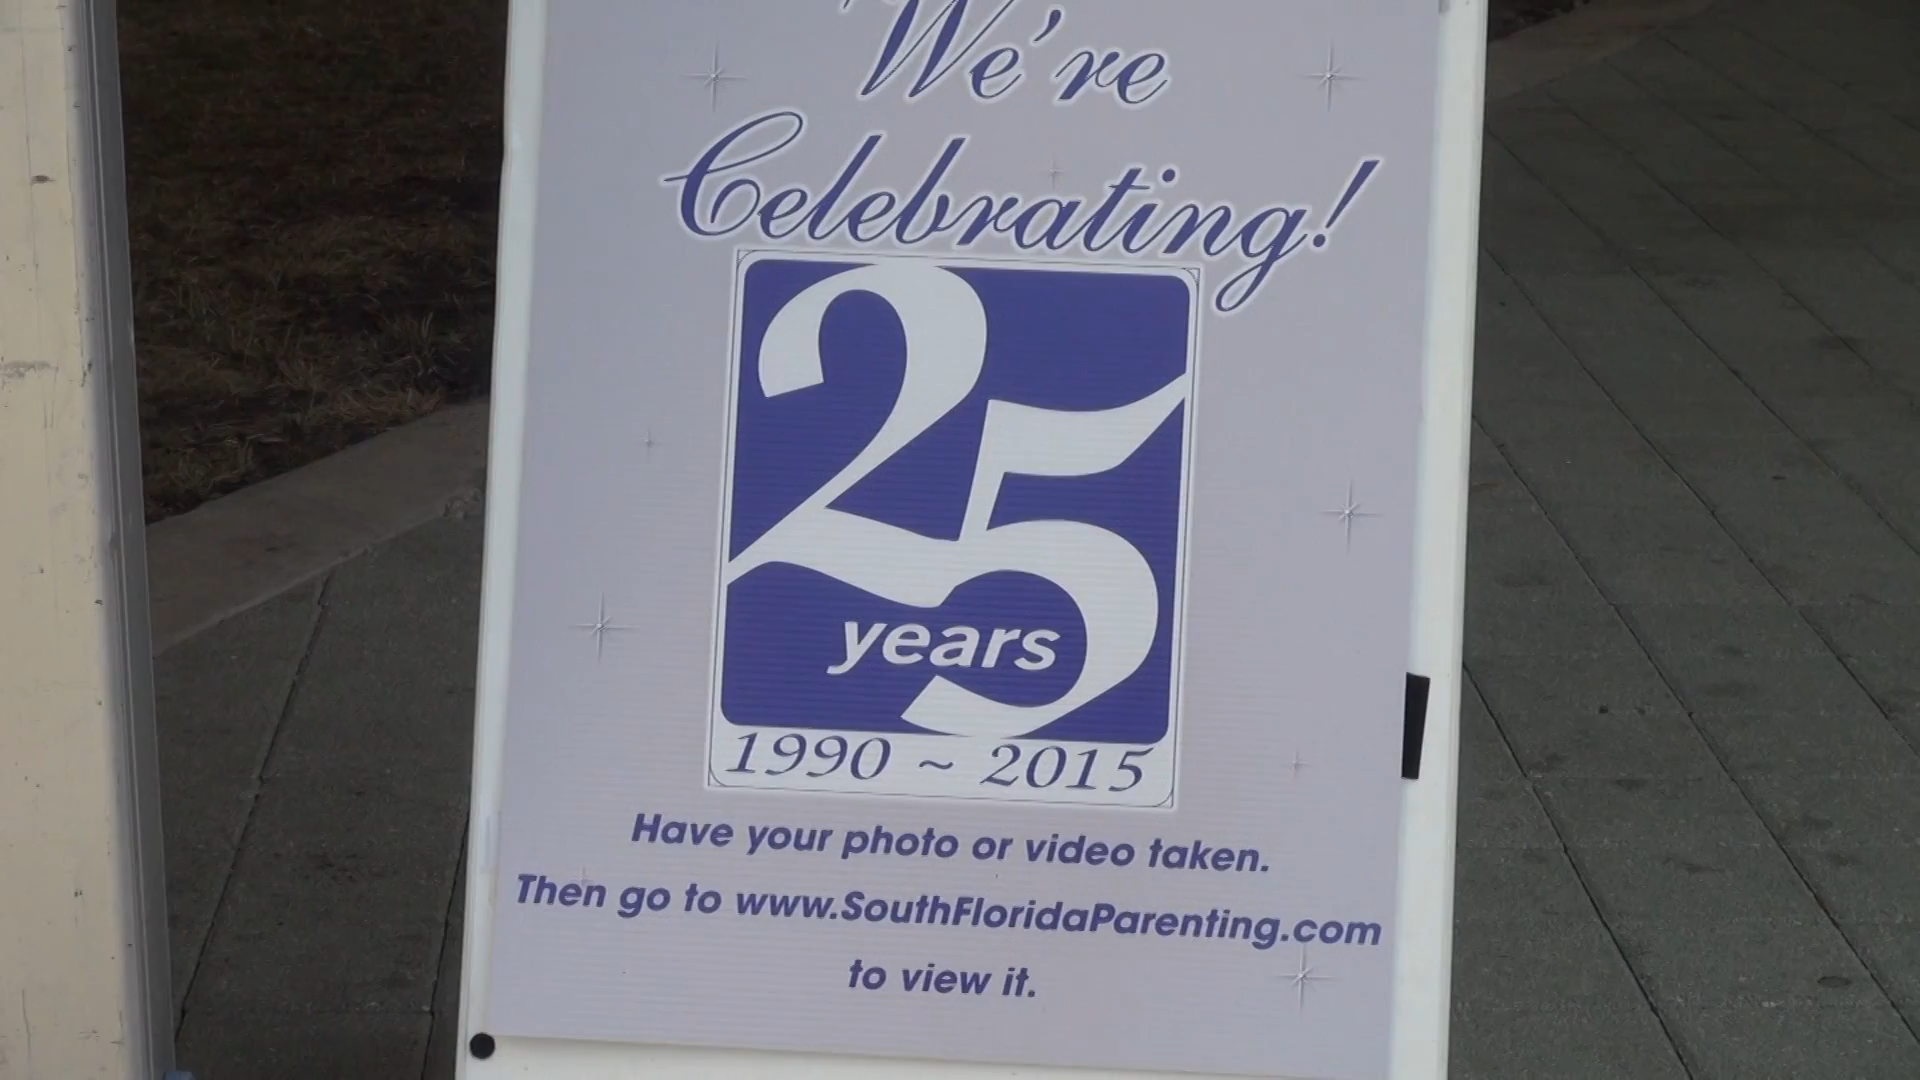 We're
Celebrating!
25
years
1990 ~ 2015
Have your photo or video taken.
Then go to www.SouthFloridaParenting.com
to view it.